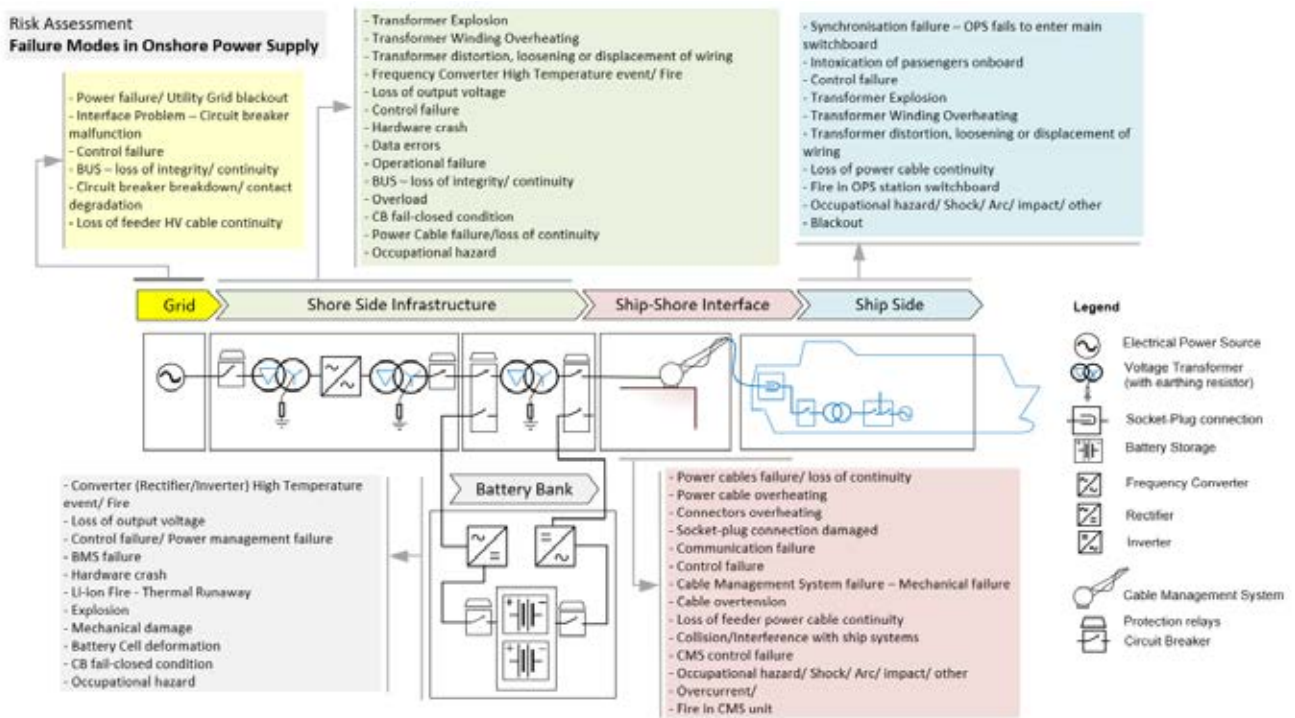 Risk Assessment
Failure Modes in Onshore Power Supply
- Power failure/ Utility Grid blackout
- Interface Problem – Circuit breaker
malfunction
- Control failure
- BUS – loss of integrity/ continuity
- Circuit breaker breakdown/ contact
degradation
- Loss of feeder HV cable continuity
- Transformer Explosion
- Transformer Winding Overheating
- Transformer distortion, loosening or displacement of wiring
- Frequency Converter High Temperature event/ Fire
- Loss of output voltage
- Control failure
- Hardware crash
- Data errors
- Operational failure
- BUS – loss of integrity/ continuity
- Overload
- CB fail-closed condition
- Power Cable failure/loss of continuity
- Occupational hazard
- Synchronisation failure – OPS fails to enter main
switchboard
- Intoxication of passengers onboard
- Control failure
- Transformer Explosion
- Transformer Winding Overheating
- Transformer distortion, loosening or displacement of
wiring
- Loss of power cable continuity
- Fire in OPS station switchboard
- Occupational hazard/ Shock/ Arc/ impact/ other
- Blackout
Grid
Shore Side Infrastructure
Ship-Shore Interface
Ship Side
Legend
Electrical Power Source
Voltage Transformer
(with earthing resistor)
Socket-Plug connection
Battery Storage
Frequency Converter
Rectifier
Inverter
Cable Management System
Protection relays
Circuit Breaker
Battery Bank
- Converter (Rectifier/Inverter) High Temperature
event/ Fire
- Loss of output voltage
- Control failure/ Power management failure
- BMS failure
- Hardware crash
- Li-ion Fire - Thermal Runaway
- Explosion
- Mechanical damage
- Battery Cell deformation
- CB fail-closed condition
- Occupational hazard
- Power cables failure/ loss of continuity
- Power cable overheating
- Connectors overheating
- Socket-plug connection damaged
- Communication failure
- Control failure
- Cable Management System failure – Mechanical failure
- Cable overtension
- Loss of feeder power cable continuity
- Collision/Interference with ship systems
- CMS control failure
- Occupational hazard/ Shock/ Arc/ impact/ other
- Overcurrent/
- Fire in CMS unit